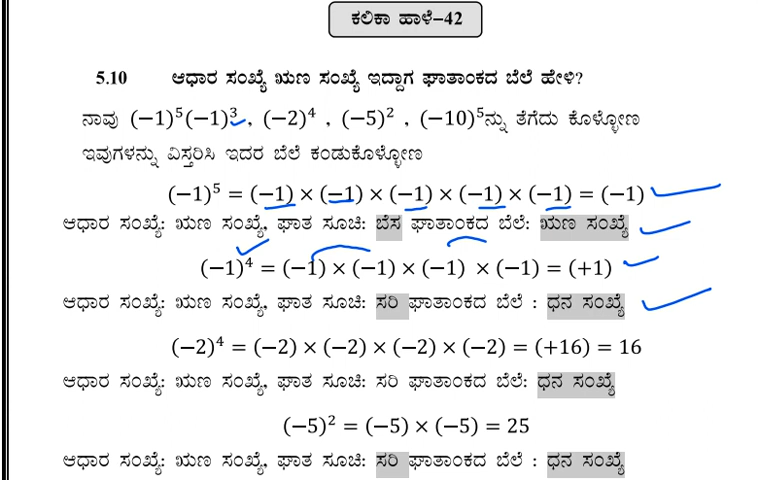 ಕಲಿಕಾ ಹಾಳೆ-42
5.10 ಆಧಾರ ಸಂಖ್ಯೆ ಋಣ ಸಂಖ್ಯೆ ಇದ್ದಾಗ ಘಾತಾಂಕದ ಬೆಲೆ ಹೇಳಿ?
ನಾವು (−1)⁵(−1)³, (−2)⁴ , (−5)² , (−10)⁵ನ್ನು ತೆಗೆದು ಕೊಳ್ಳೋಣ
ಇವುಗಳನ್ನು ವಿಸ್ತರಿಸಿ ಇದರ ಬೆಲೆ ಕಂಡುಕೊಳ್ಳೋಣ
(−1)⁵ = (−1) × (−1) × (−1) × (−1) × (−1) = (−1)
ಆಧಾರ ಸಂಖ್ಯೆ: ಋಣ ಸಂಖ್ಯೆ, ಘಾತ ಸೂಚಿ: ಬೆಸ ಘಾತಾಂಕದ ಬೆಲೆ: ಋಣ ಸಂಖ್ಯೆ
(−1)⁴ = (−1) × (−1) × (−1) × (−1) = (+1)
ಆಧಾರ ಸಂಖ್ಯೆ: ಋಣ ಸಂಖ್ಯೆ, ಘಾತ ಸೂಚಿ: ಸರಿ ಘಾತಾಂಕದ ಬೆಲೆ : ಧನ ಸಂಖ್ಯೆ
(−2)⁴ = (−2) × (−2) × (−2) × (−2) = (+16) = 16
ಆಧಾರ ಸಂಖ್ಯೆ: ಋಣ ಸಂಖ್ಯೆ, ಘಾತ ಸೂಚಿ: ಸರಿ ಘಾತಾಂಕದ ಬೆಲೆ: ಧನ ಸಂಖ್ಯೆ
(−5)² = (−5) × (−5) = 25
ಆಧಾರ ಸಂಖ್ಯೆ: ಋಣ ಸಂಖ್ಯೆ, ಘಾತ ಸೂಚಿ: ಸರಿ ಘಾತಾಂಕದ ಬೆಲೆ : ಧನ ಸಂಖ್ಯೆ